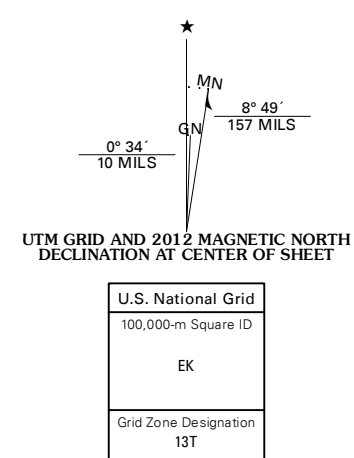 MN
8° 49´
157 MILS
GN
0° 34´
10 MILS
UTM GRID AND 2012 MAGNETIC NORTH
DECLINATION AT CENTER OF SHEET
U.S. National Grid
100,000-m Square ID
EK
Grid Zone Designation
13T